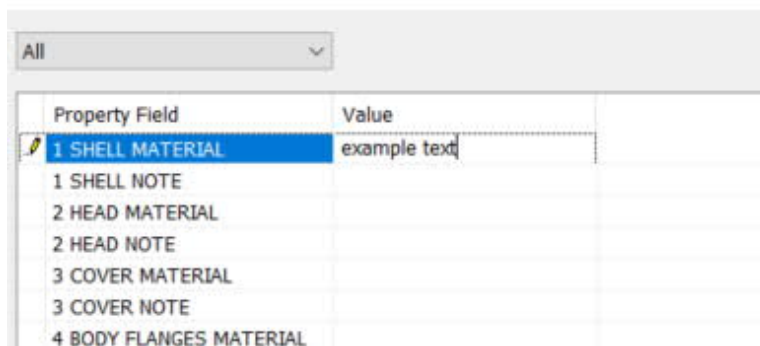 All
Property Field Value
1 SHELL MATERIAL example text
1 SHELL NOTE
2 HEAD MATERIAL
2 HEAD NOTE
3 COVER MATERIAL
3 COVER NOTE
4 BODY FLANGES MATERIAL